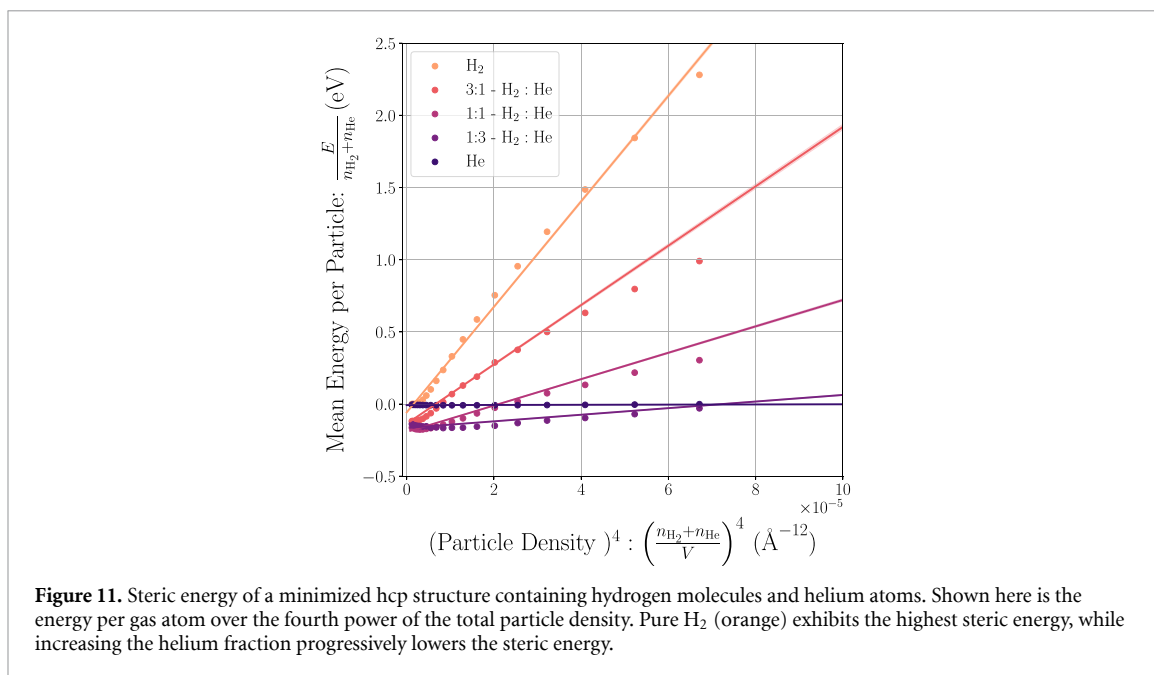 Mean Energy per Particle: E/(n_H₂+n_He) (eV)
2.5
2.0
1.5
1.0
0.5
0.0
−0.5
H₂
3:1 - H₂ : He
1:1 - H₂ : He
1:3 - H₂ : He
He
0 2 4 6 8 10
×10⁻⁵
(Particle Density )⁴ : ((n_H₂+n_He)/V)⁴ (Å⁻¹²)
Figure 11. Steric energy of a minimized hcp structure containing hydrogen molecules and helium atoms. Shown here is the
energy per gas atom over the fourth power of the total particle density. Pure H₂ (orange) exhibits the highest steric energy, while
increasing the helium fraction progressively lowers the steric energy.